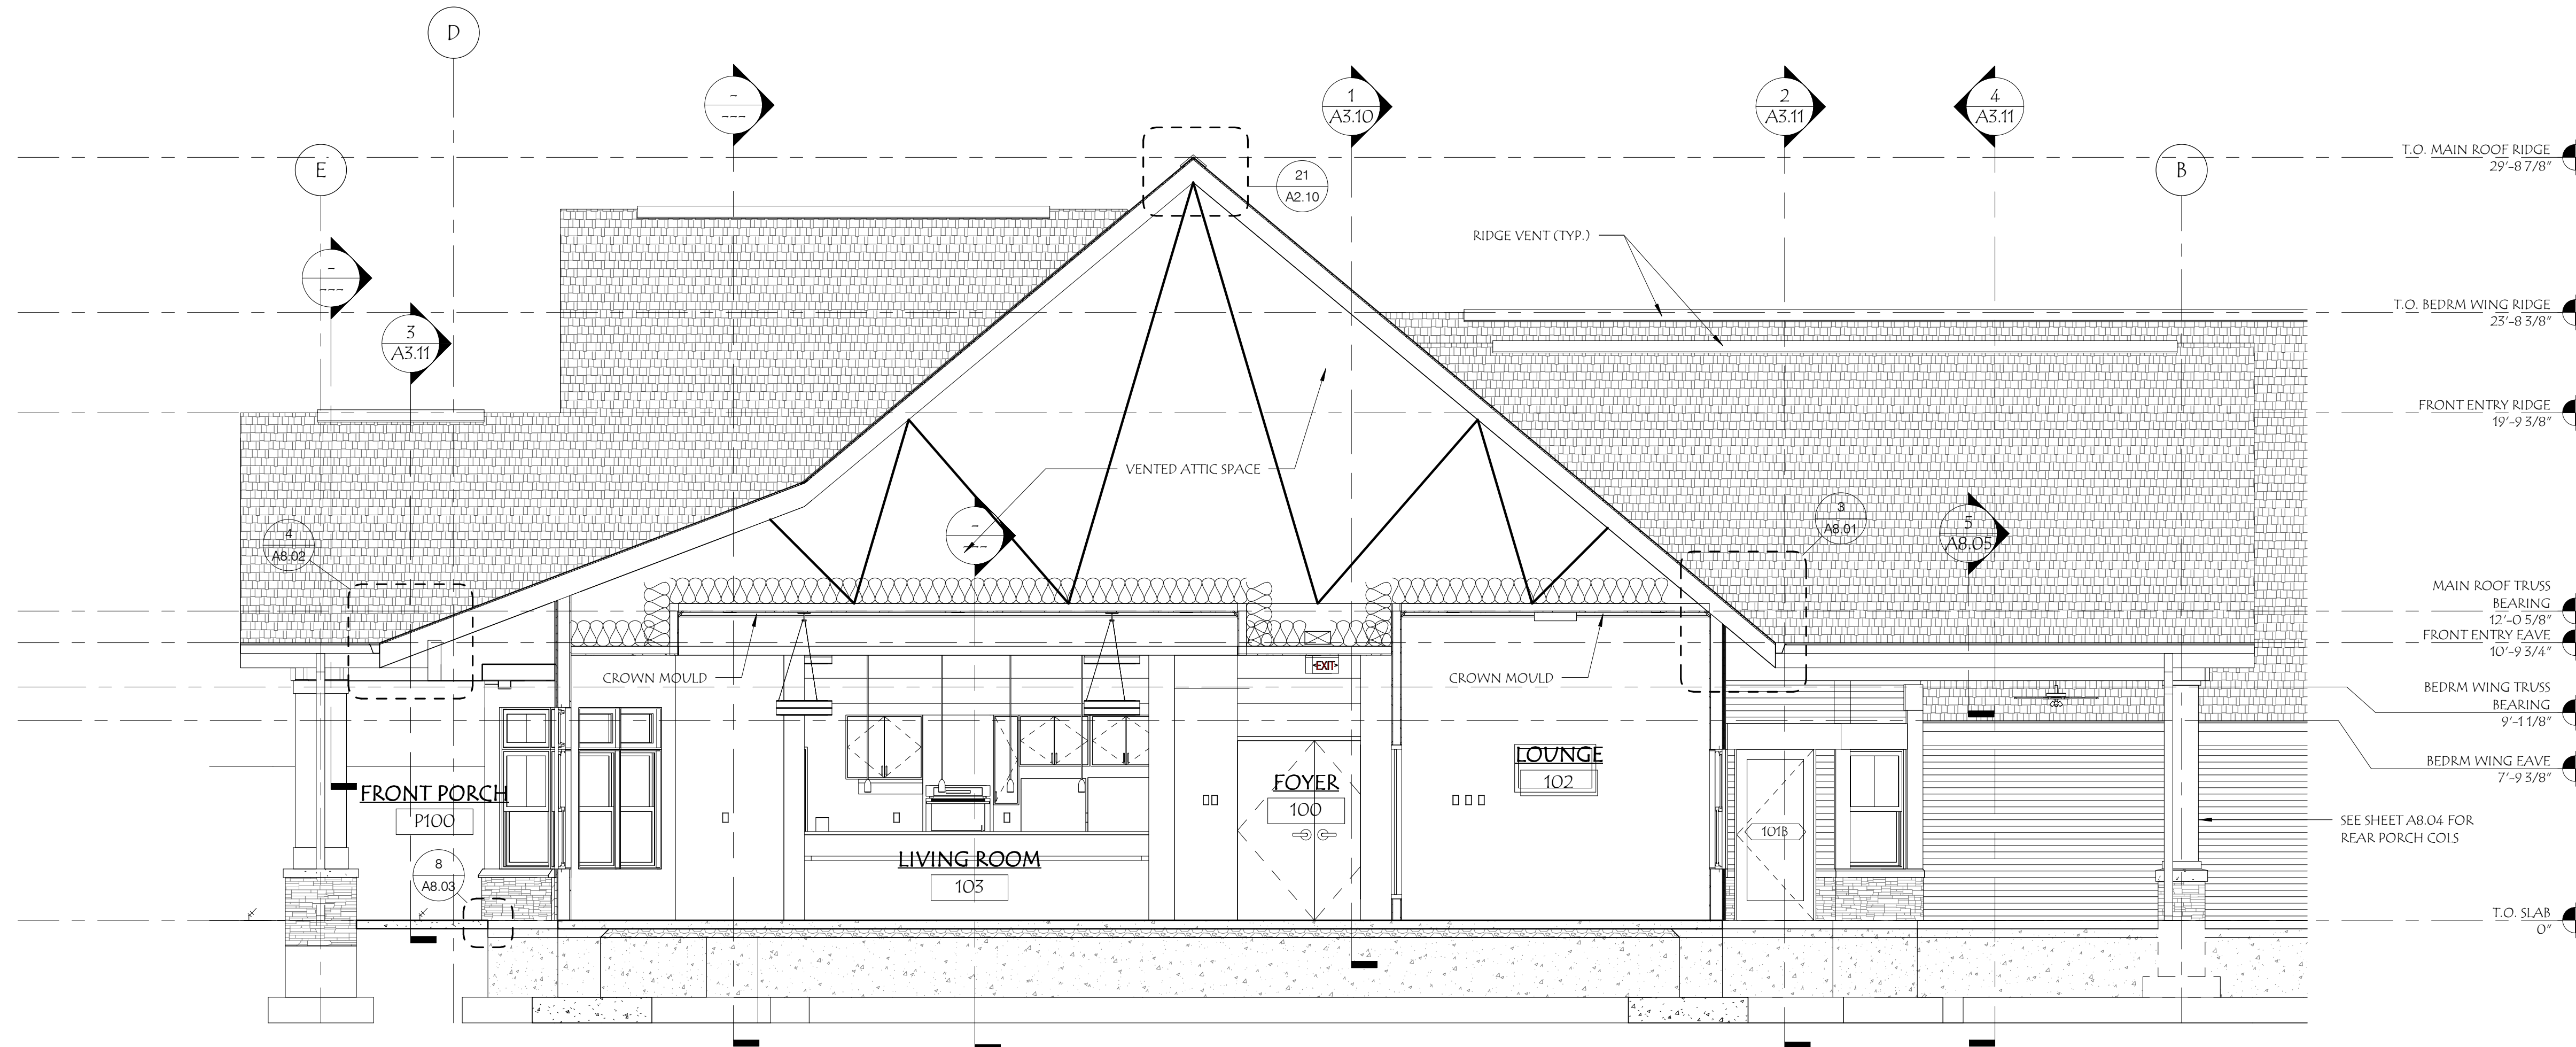 D
E
B
-
---
1
A3.10
2
A3.11
4
A3.11
T.O. MAIN ROOF RIDGE
29'-8 7/8"
21
A2.10
RIDGE VENT (TYP.)
-
---
T.O. BEDRM WING RIDGE
23'-8 3/8"
3
A3.11
FRONT ENTRY RIDGE
19'-9 3/8"
VENTED ATTIC SPACE
4
A8.02
-
---
3
A8.01
5
A8.05
MAIN ROOF TRUSS
BEARING
12'-0 5/8"
FRONT ENTRY EAVE
10'-9 3/4"
EXIT
CROWN MOULD
CROWN MOULD
BEDRM WING TRUSS
BEARING
9'-1 1/8"
BEDRM WING EAVE
7'-9 3/8"
LOUNGE
102
FOYER
100
FRONT PORCH
P100
101B
SEE SHEET A8.04 FOR
REAR PORCH COLS
LIVING ROOM
103
8
A8.03
T.O. SLAB
0"